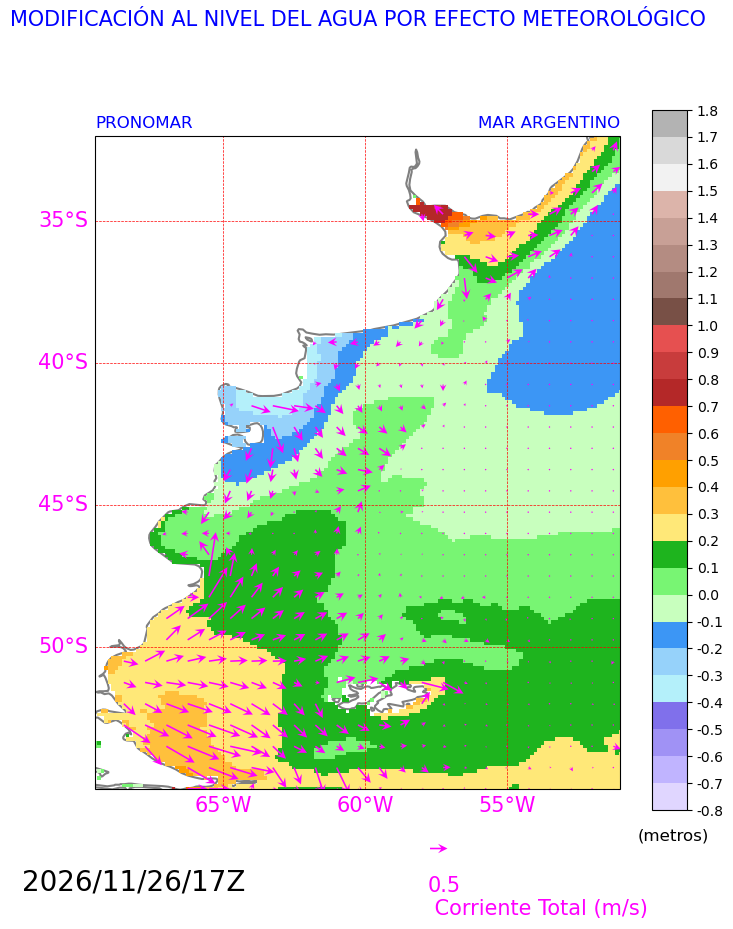 MODIFICACIÓN AL NIVEL DEL AGUA POR EFECTO METEOROLÓGICO
PRONOMAR
MAR ARGENTINO
35°S
40°S
45°S
50°S
65°W
60°W
55°W
1.8
1.7
1.6
1.5
1.4
1.3
1.2
1.1
1.0
0.9
0.8
0.7
0.6
0.5
0.4
0.3
0.2
0.1
0.0
-0.1
-0.2
-0.3
-0.4
-0.5
-0.6
-0.7
-0.8
(metros)
2026/11/26/17Z
0.5
Corriente Total (m/s)